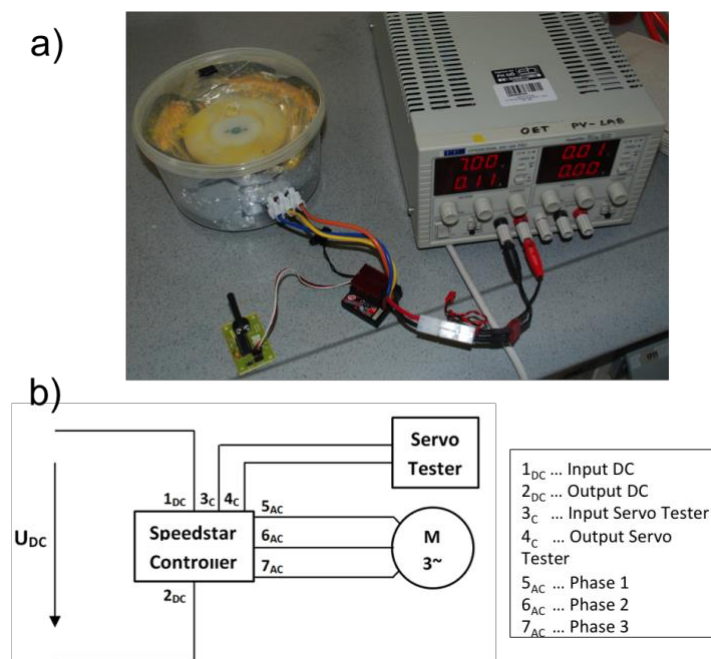 a)
OET PV-LAB
7.00
0.11
0.01
0.00
b)
Servo
Tester
1DC 3C 4C 5AC
Speedstar
Controller
6AC
7AC
2DC
UDC
M
3~
1DC ... Input DC
2DC ... Output DC
3C ... Input Servo Tester
4C ... Output Servo
Tester
5AC ... Phase 1
6AC ... Phase 2
7AC ... Phase 3